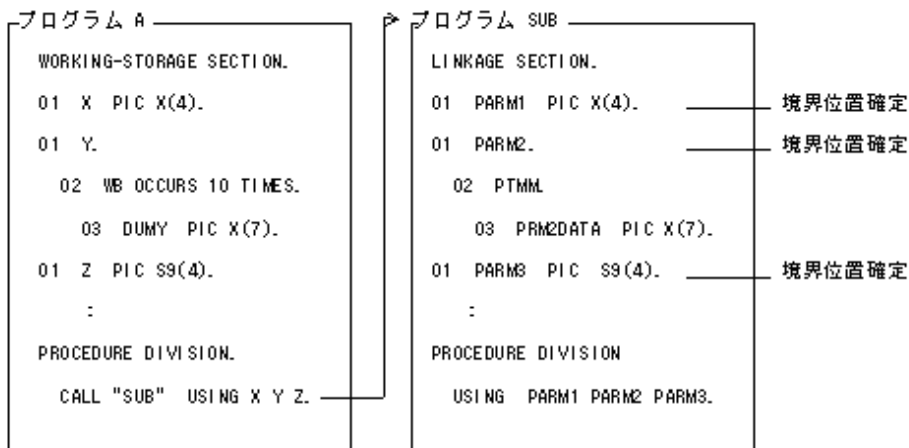 プログラム A
WORKING-STORAGE SECTION.
01 X PIC X(4).
01 Y.
02 WB OCCURS 10 TIMES.
03 DUMY PIC X(7).
01 Z PIC S9(4).
:
PROCEDURE DIVISION.
CALL "SUB" USING X Y Z.
プログラム SUB
LINKAGE SECTION.
01 PARM1 PIC X(4).
境界位置確定
01 PARM2.
境界位置確定
02 PTMM.
03 PRM2DATA PIC X(7).
01 PARM3 PIC S9(4).
境界位置確定
:
PROCEDURE DIVISION
USING PARM1 PARM2 PARM3.